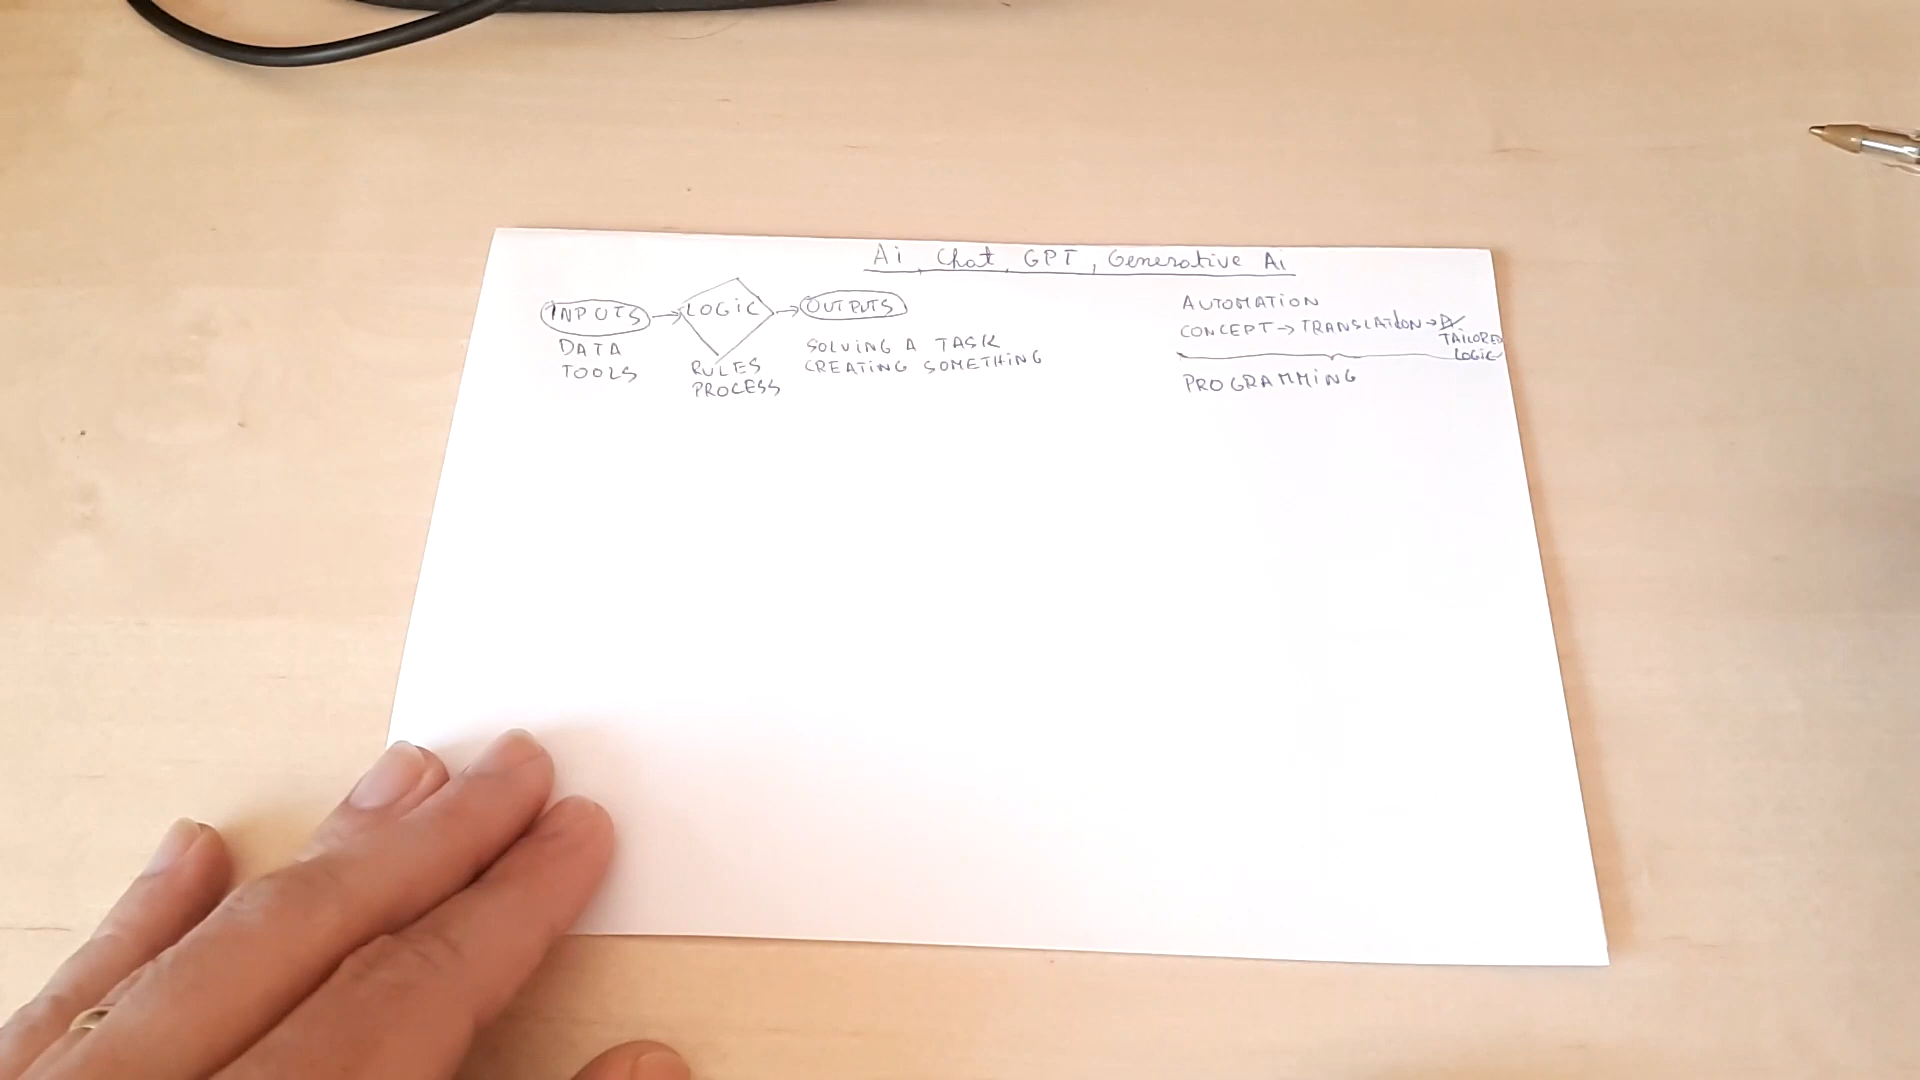 Ai, Chat GPT, Generative Ai
INPUTS → LOGiC → OUTPUTS
DATA
TOOLS
RULES
PROCESS
SOLViNG A TASK
CREATiNG SOMETHiNG
AUTOMATiON
CONCEPT → TRANSLATiON →
TAiLORED
LOGiC
PROGRAMMiNG